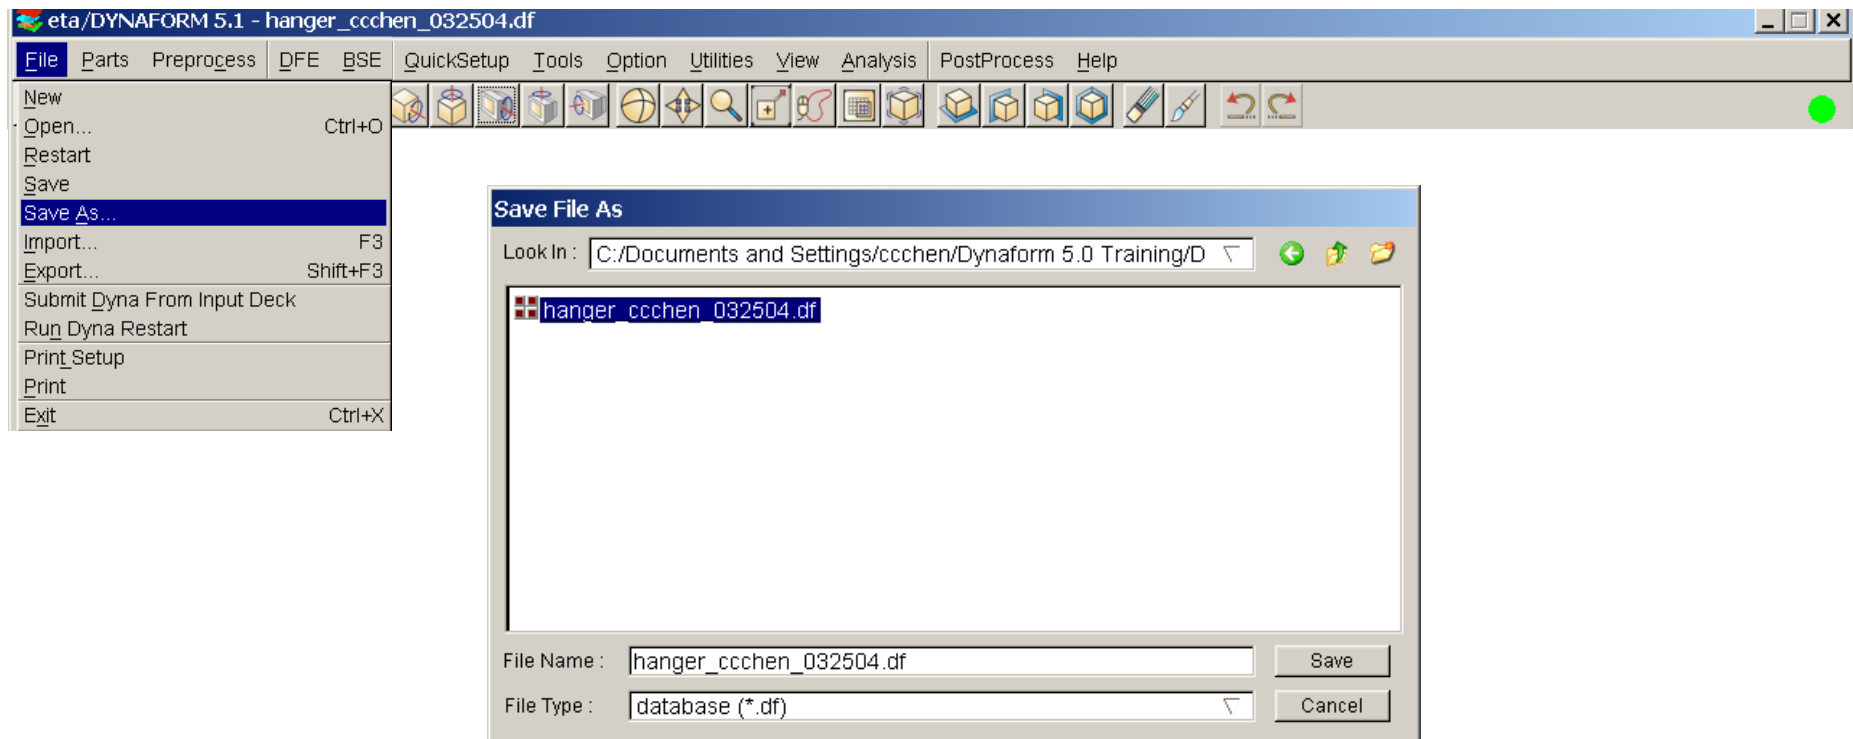 eta/DYNAFORM 5.1 - hanger_ccchen_032504.df
File Parts Preprocess DFE BSE QuickSetup Tools Option Utilities View Analysis PostProcess Help
New
Open... Ctrl+O
Restart
Save
Save As...
Import... F3
Export... Shift+F3
Submit Dyna From Input Deck
Run Dyna Restart
Print Setup
Print
Exit Ctrl+X
Save File As
Look In : C:/Documents and Settings/ccchen/Dynaform 5.0 Training/D
hanger_ccchen_032504.df
File Name : hanger_ccchen_032504.df Save
File Type : database (*.df) Cancel